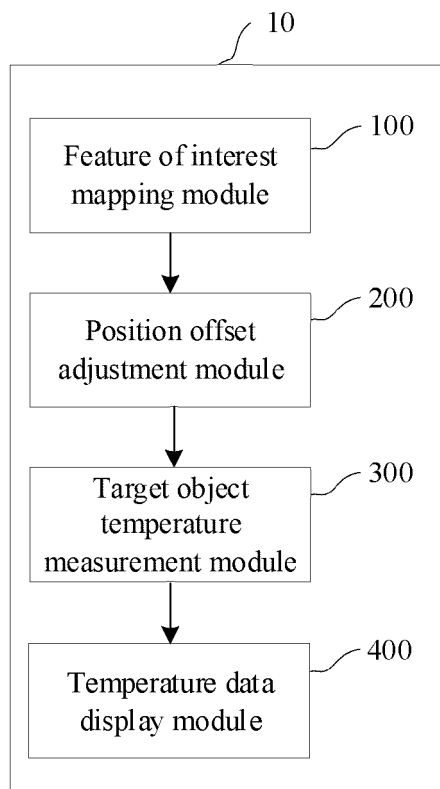 10
100
Feature of interest
mapping module
200
Position offset
adjustment module
300
Target object
temperature
measurement module
400
Temperature data
display module